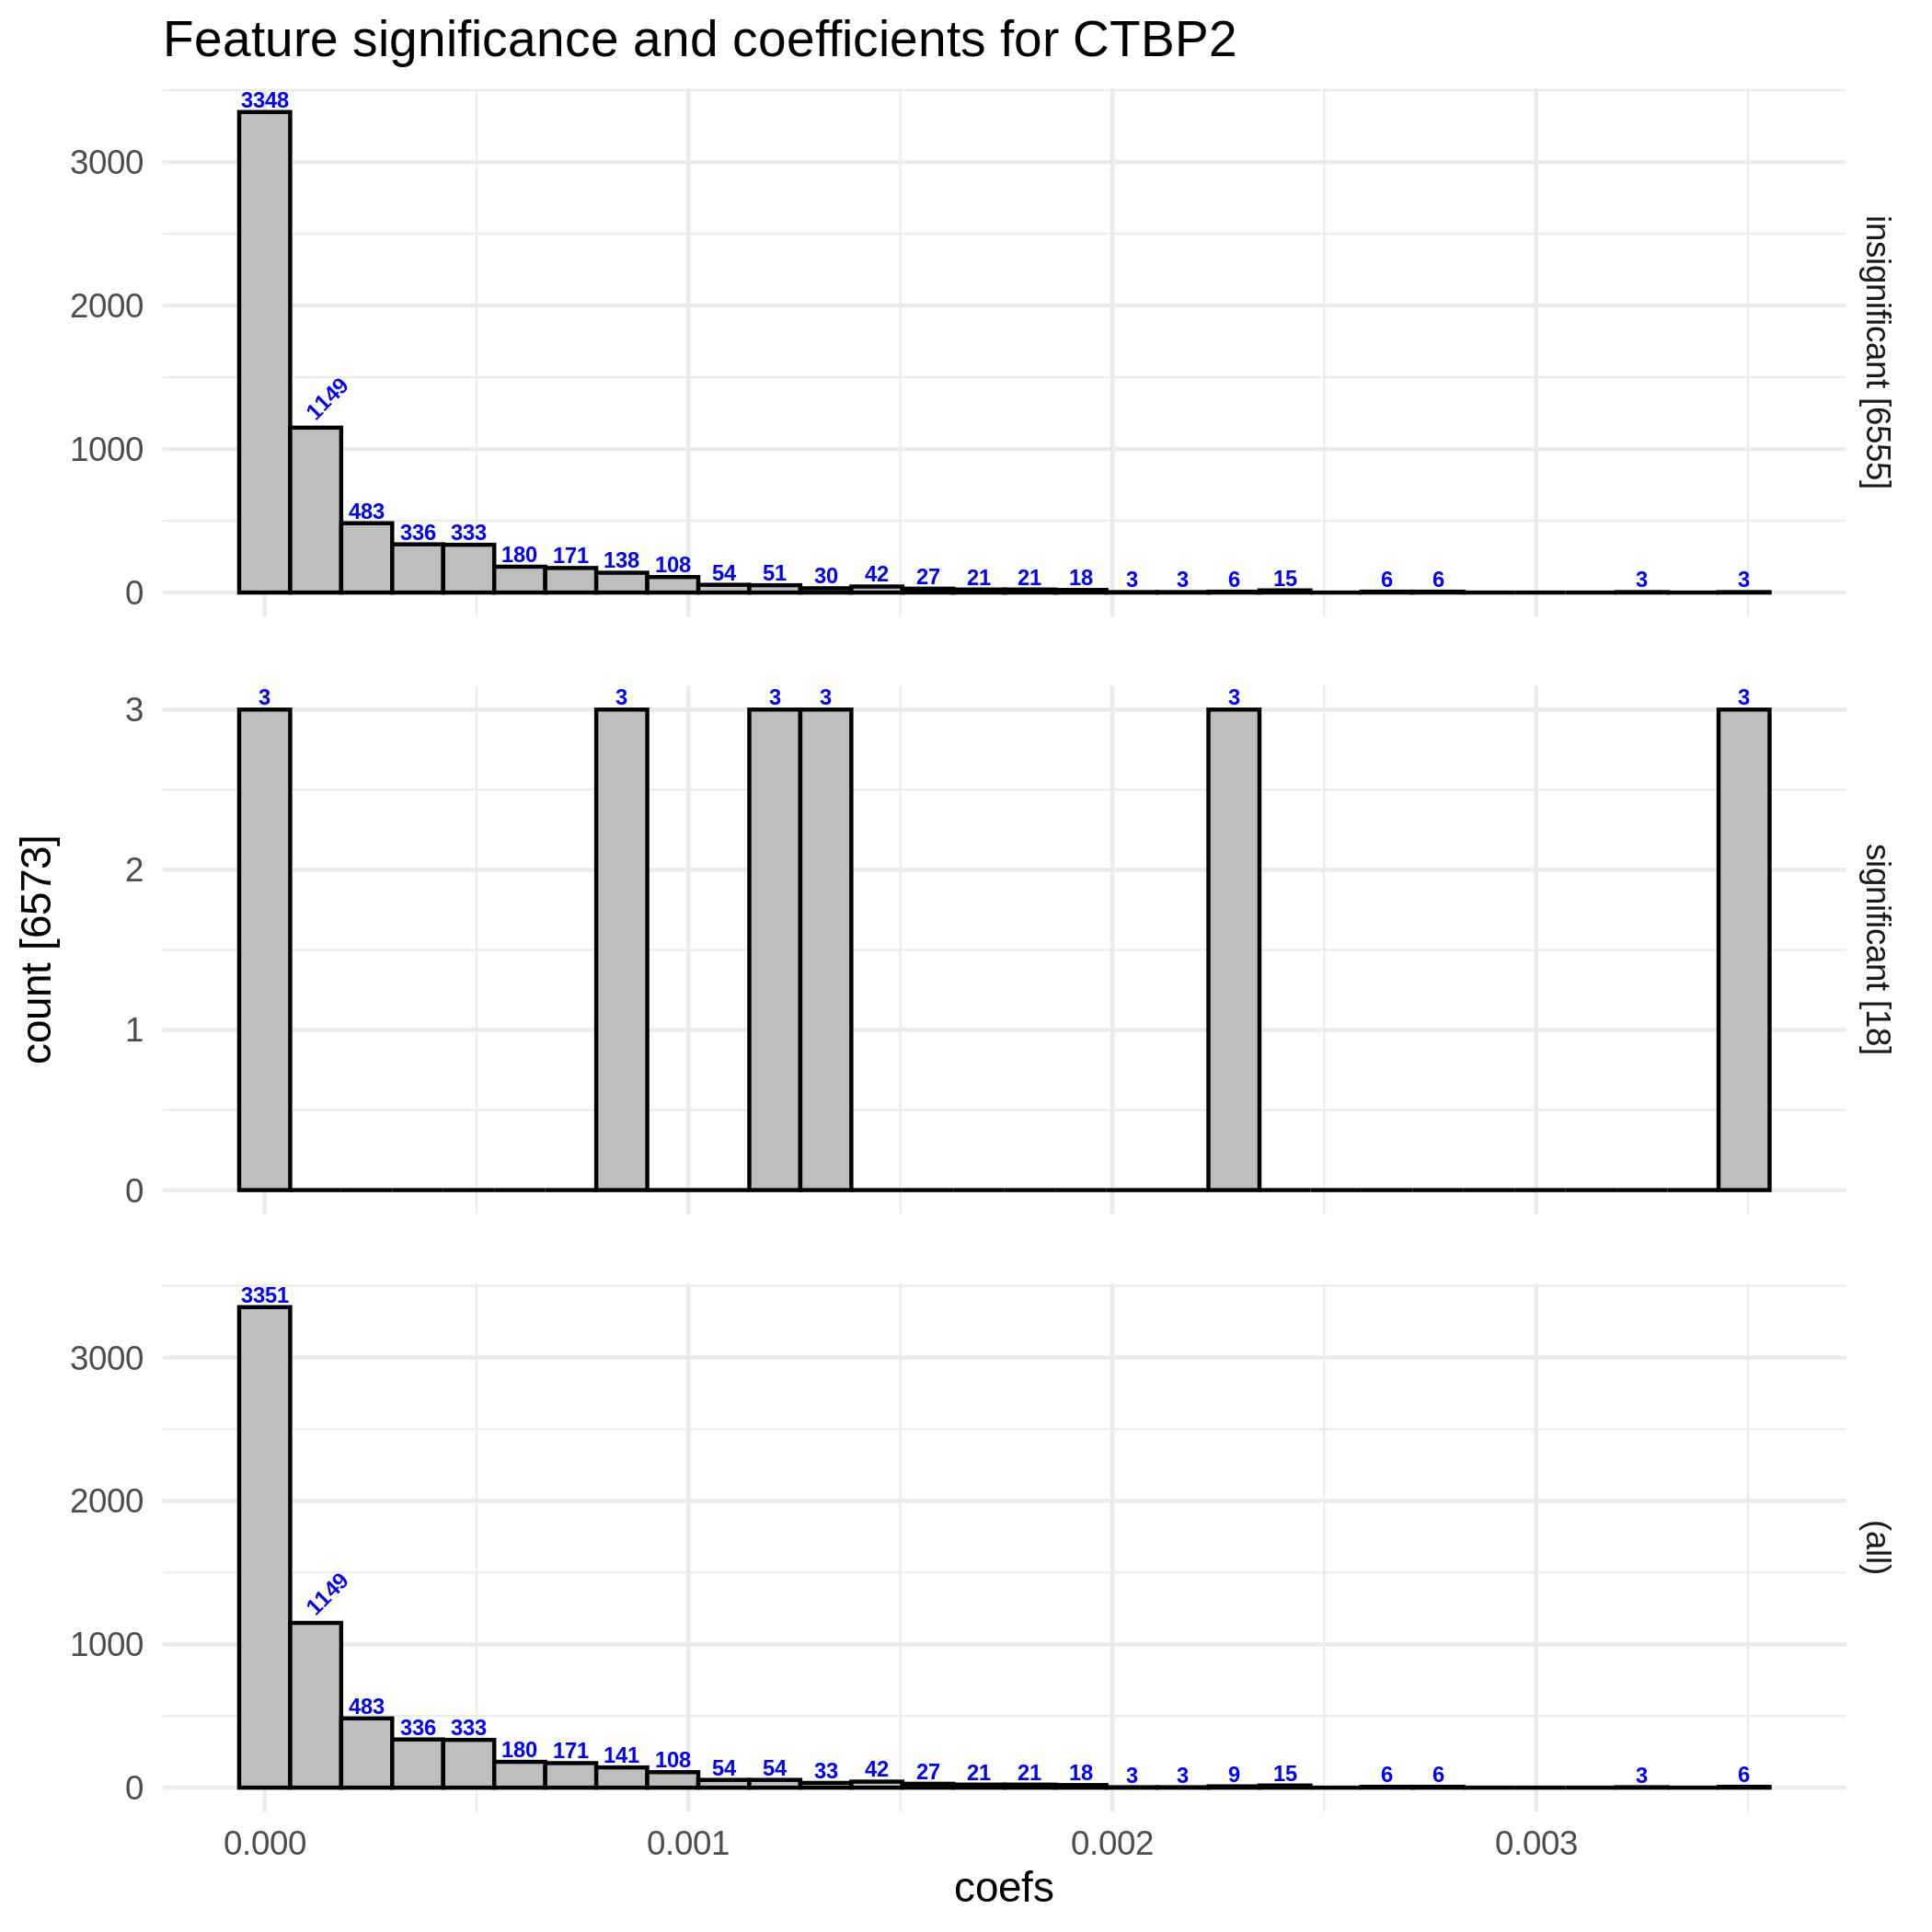 Feature significance and coefficients for CTBP2
3348
3000
2000
1149
1000
483
336 333 180 171 138 108 54 51 30 42 27 21 21 18 3 3 6 15 6 6 3 3
0
insignificant [6555]
3 3 3 3 3 3
3
2
1
0
count [6573]
significant [18]
3351
3000
2000
1149
1000
483
336 333 180 171 141 108 54 54 33 42 27 21 21 18 3 3 9 15 6 6 3 6
0
(all)
0.000 0.001 0.002 0.003
coefs